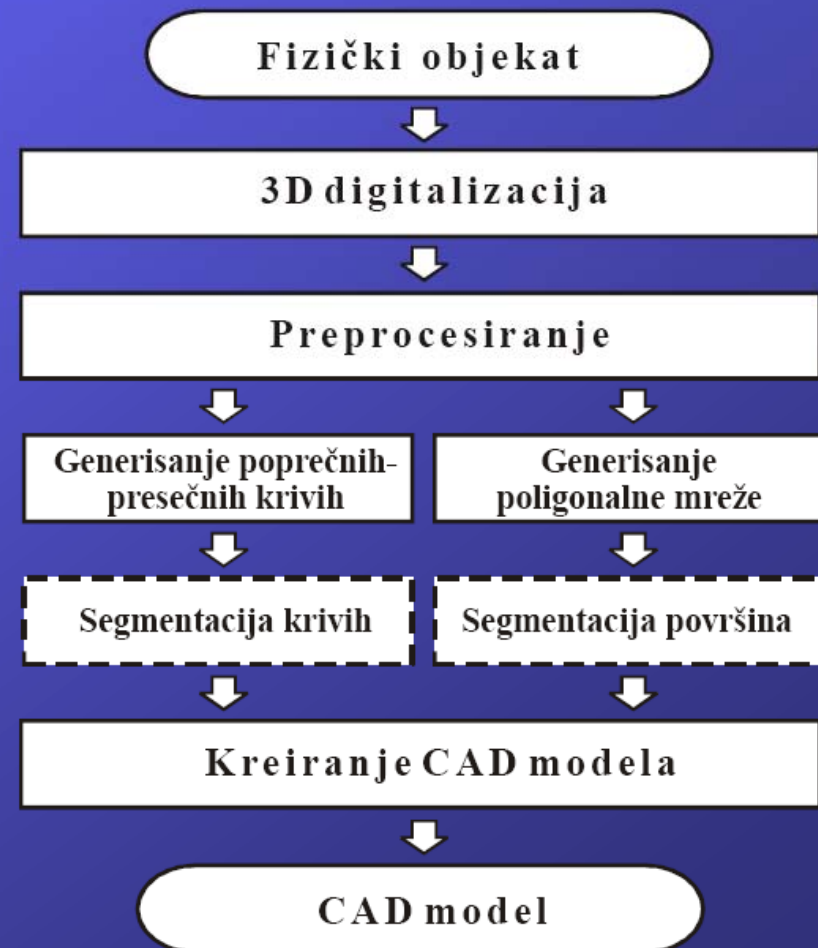 Fizički objekat
3D digitalizacija
Preprocesiranje
Generisanje poprečnih-
presečnih krivih
Generisanje
poligonalne mreže
Segmentacija krivih
Segmentacija površina
Kreiranje CAD modela
CAD model